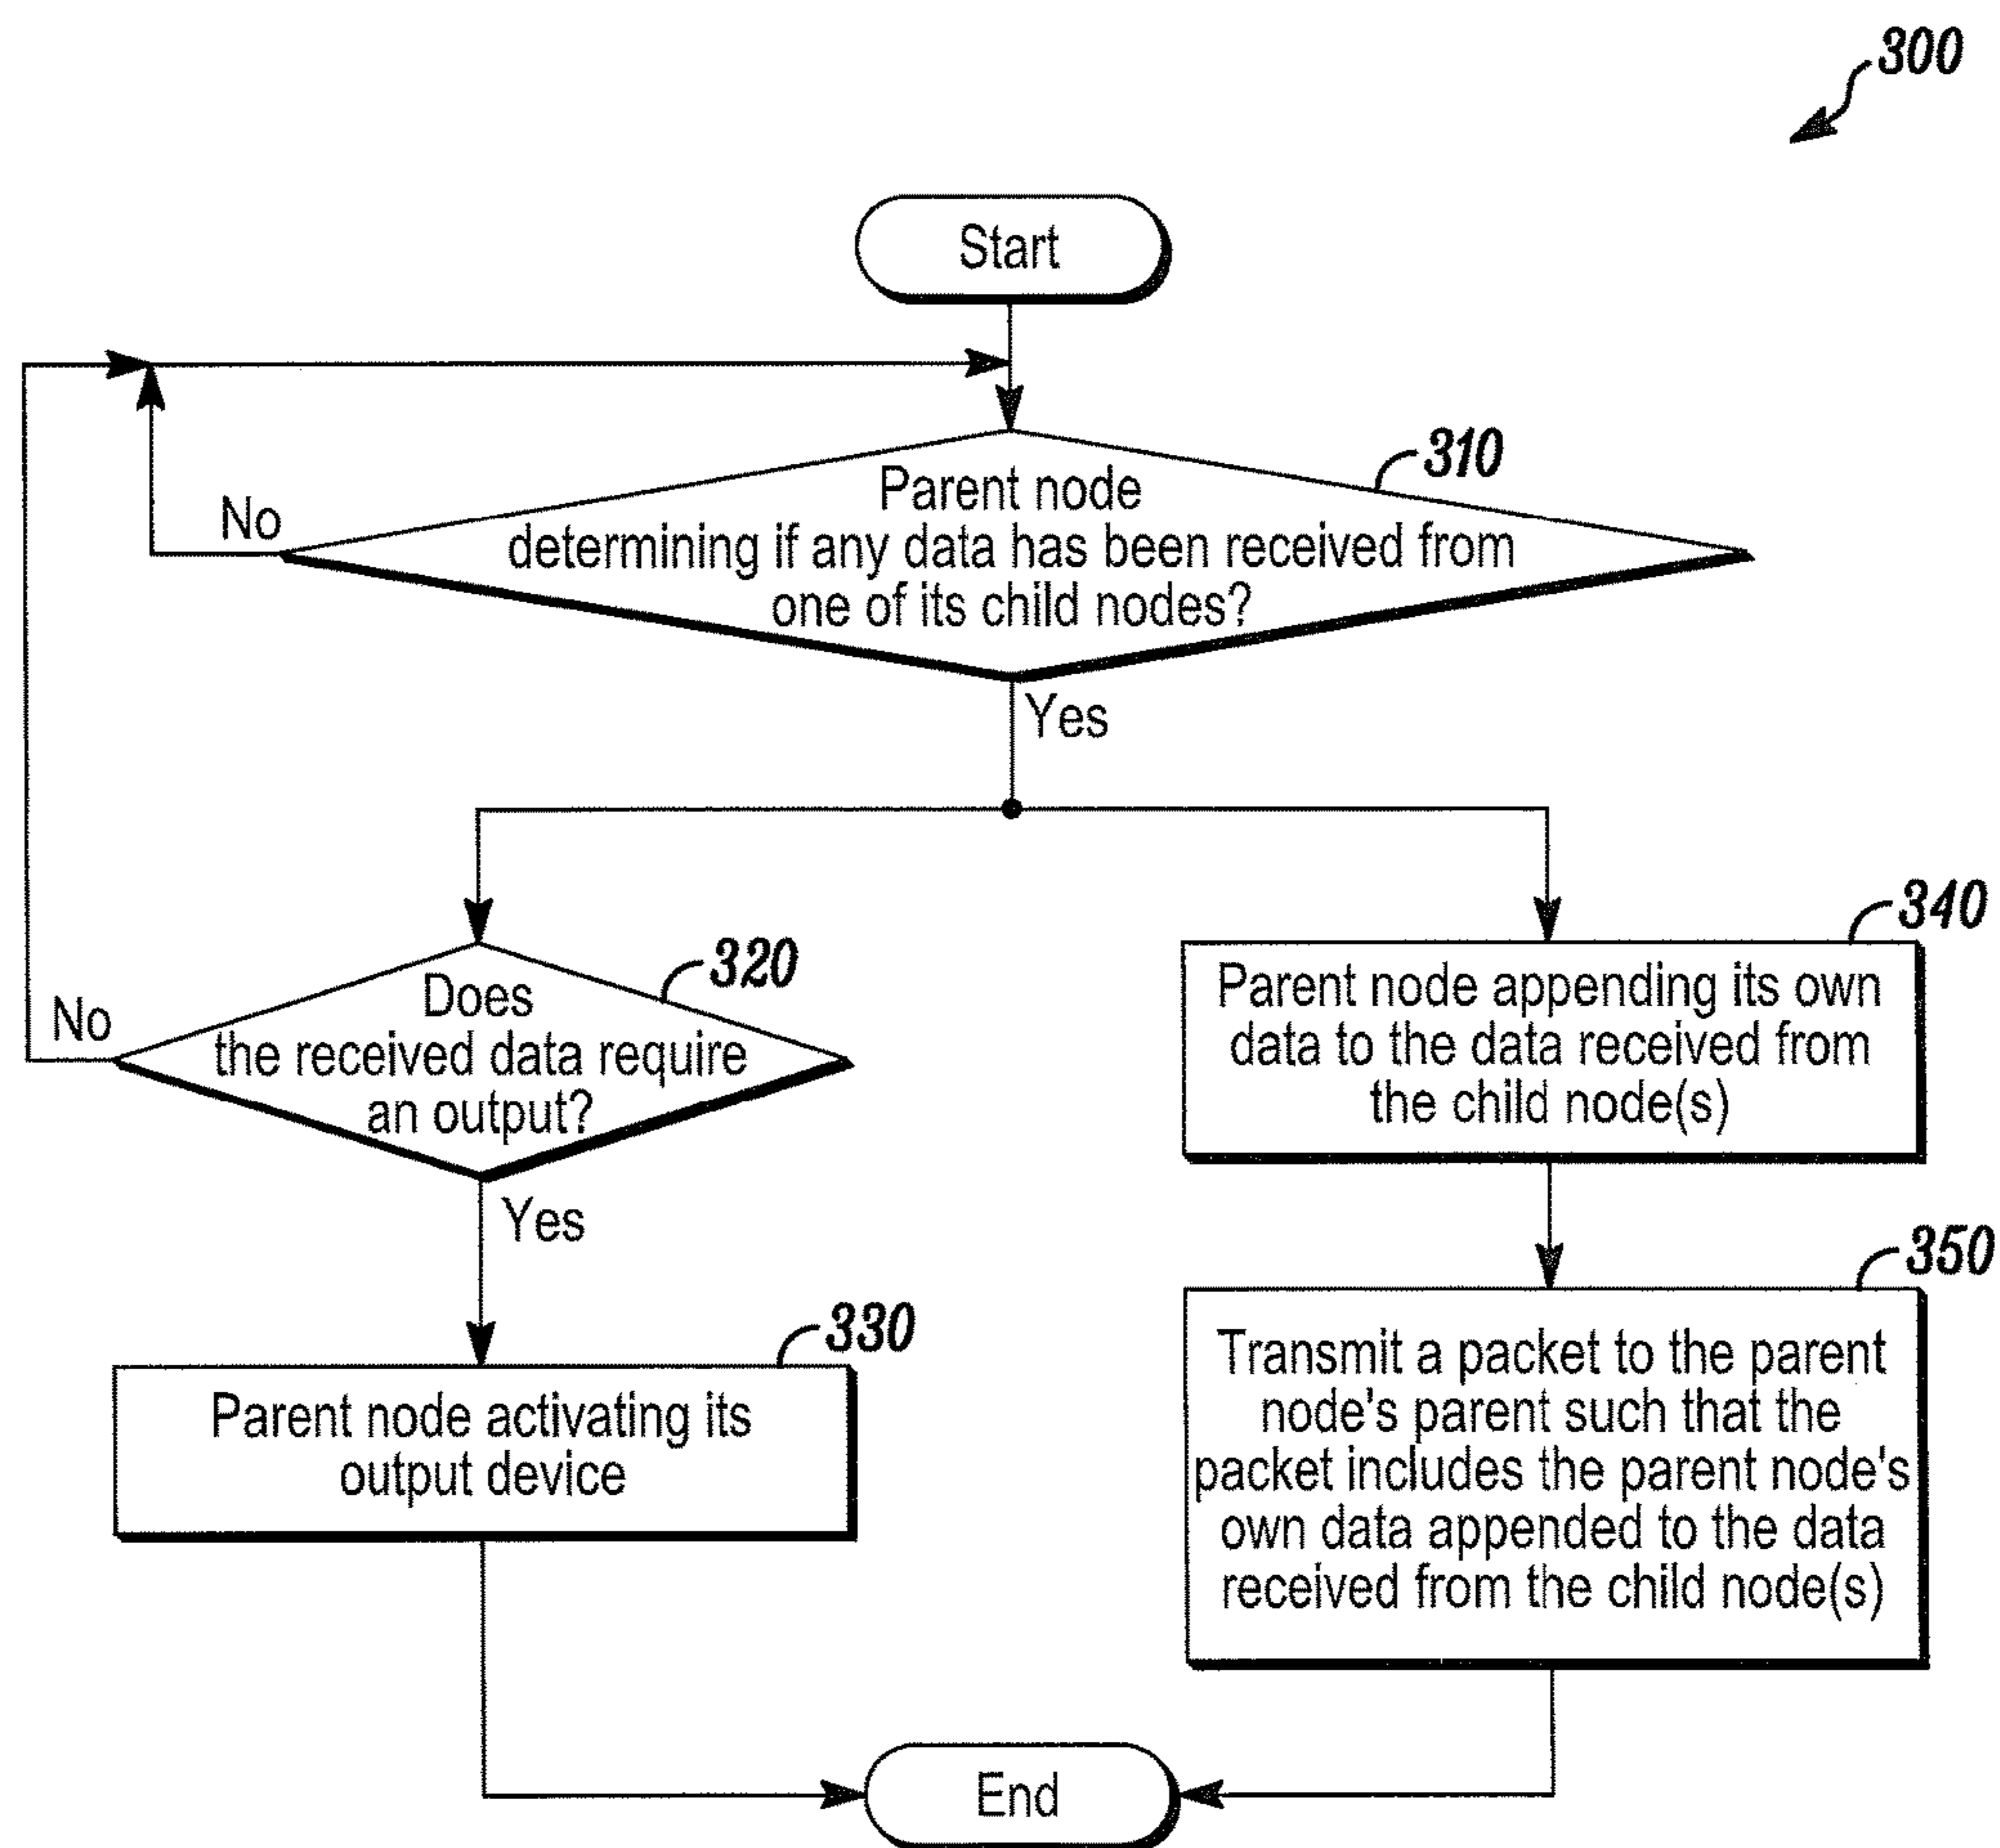 300
Start
310
Parent node
determining if any data has been received from
one of its child nodes?
No
Yes
320
Does
the received data require
an output?
No
Yes
340
Parent node appending its own
data to the data received from
the child node(s)
330
Parent node activating its
output device
350
Transmit a packet to the parent
node's parent such that the
packet includes the parent node's
own data appended to the data
received from the child node(s)
End